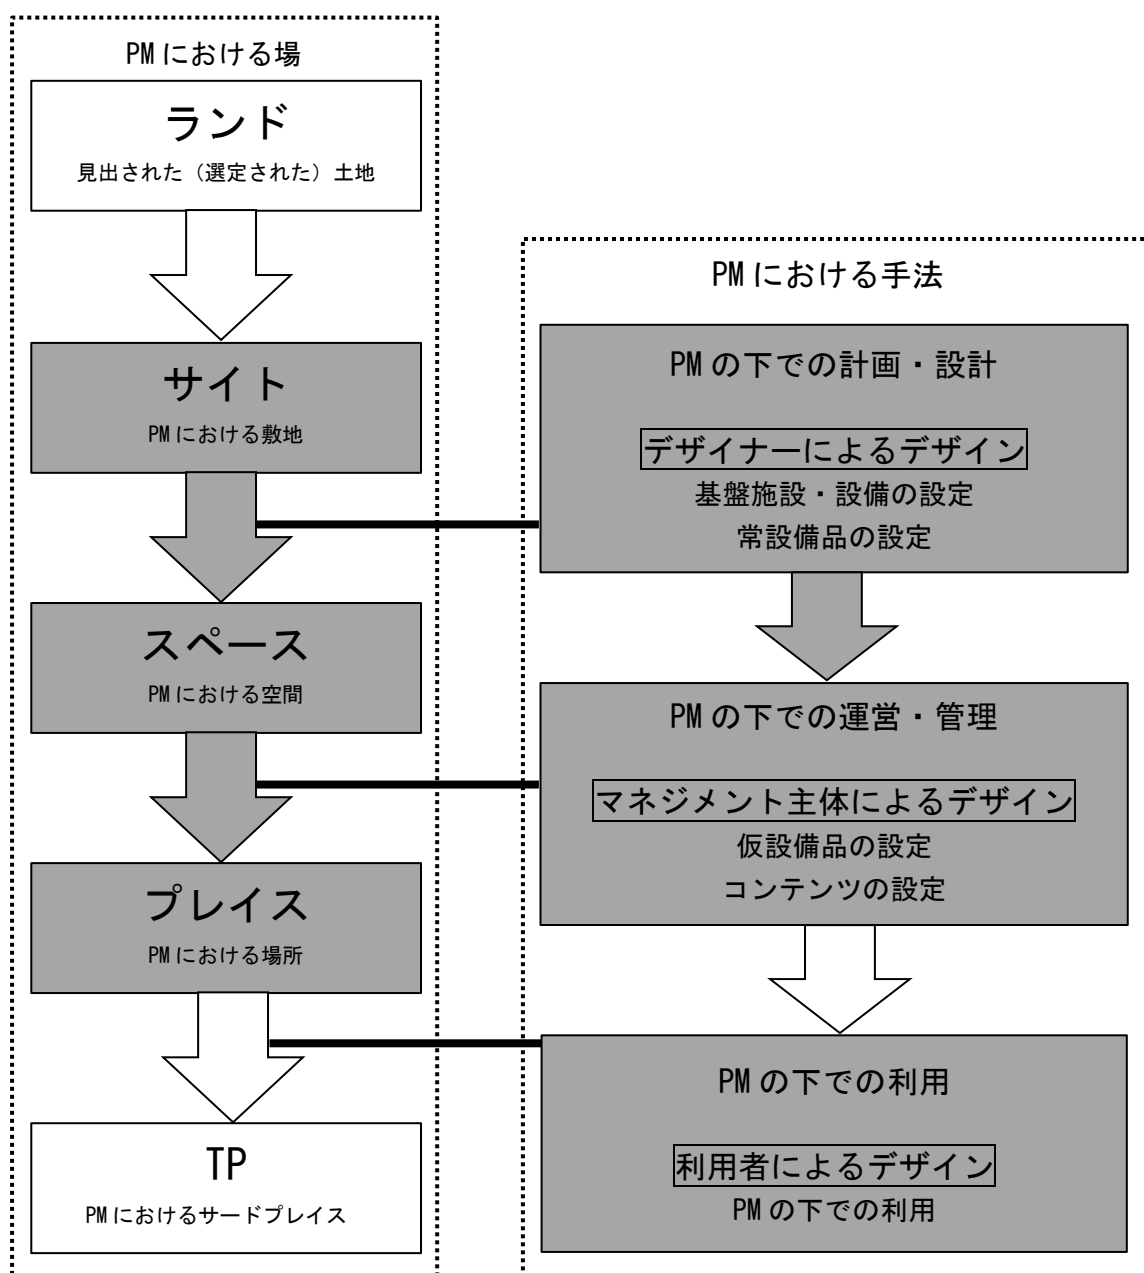 PMにおける場
ランド
見出された（選定された）土地
サイト
PMにおける敷地
スペース
PMにおける空間
プレイス
PMにおける場所
TP
PMにおけるサードプレイス
PMにおける手法
PMの下での計画・設計
デザイナーによるデザイン
基盤施設・設備の設定
常設備品の設定
PMの下での運営・管理
マネジメント主体によるデザイン
仮設備品の設定
コンテンツの設定
PMの下での利用
利用者によるデザイン
PMの下での利用